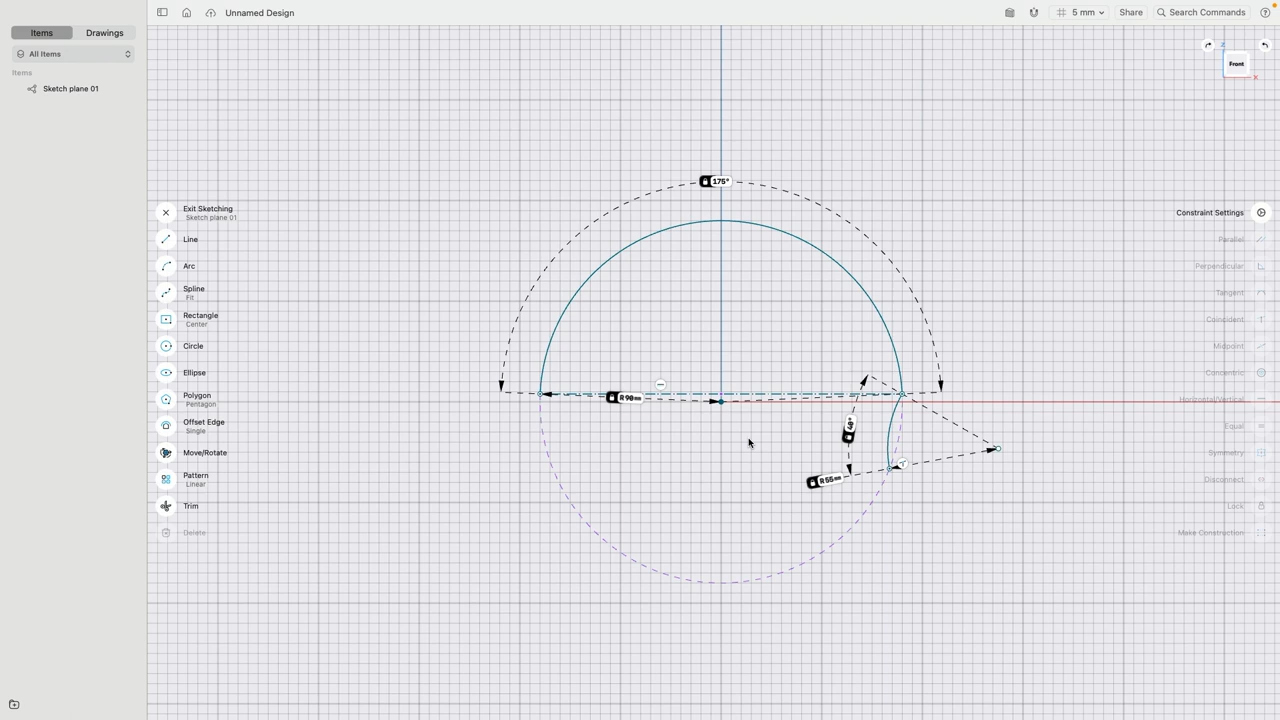 Unnamed Design
5 mm
Share
Search Commands
Items
Drawings
All Items
Items
Sketch plane 01
Z
Front
X
175°
R 90 mm
40°
R 55 mm
Exit Sketching
Sketch plane 01
Line
Arc
Spline
Fit
Rectangle
Center
Circle
Ellipse
Polygon
Pentagon
Offset Edge
Single
Move/Rotate
Pattern
Linear
Trim
Delete
Constraint Settings
Parallel
Perpendicular
Tangent
Coincident
Midpoint
Concentric
Horizontal/Vertical
Equal
Symmetry
Disconnect
Lock
Make Construction